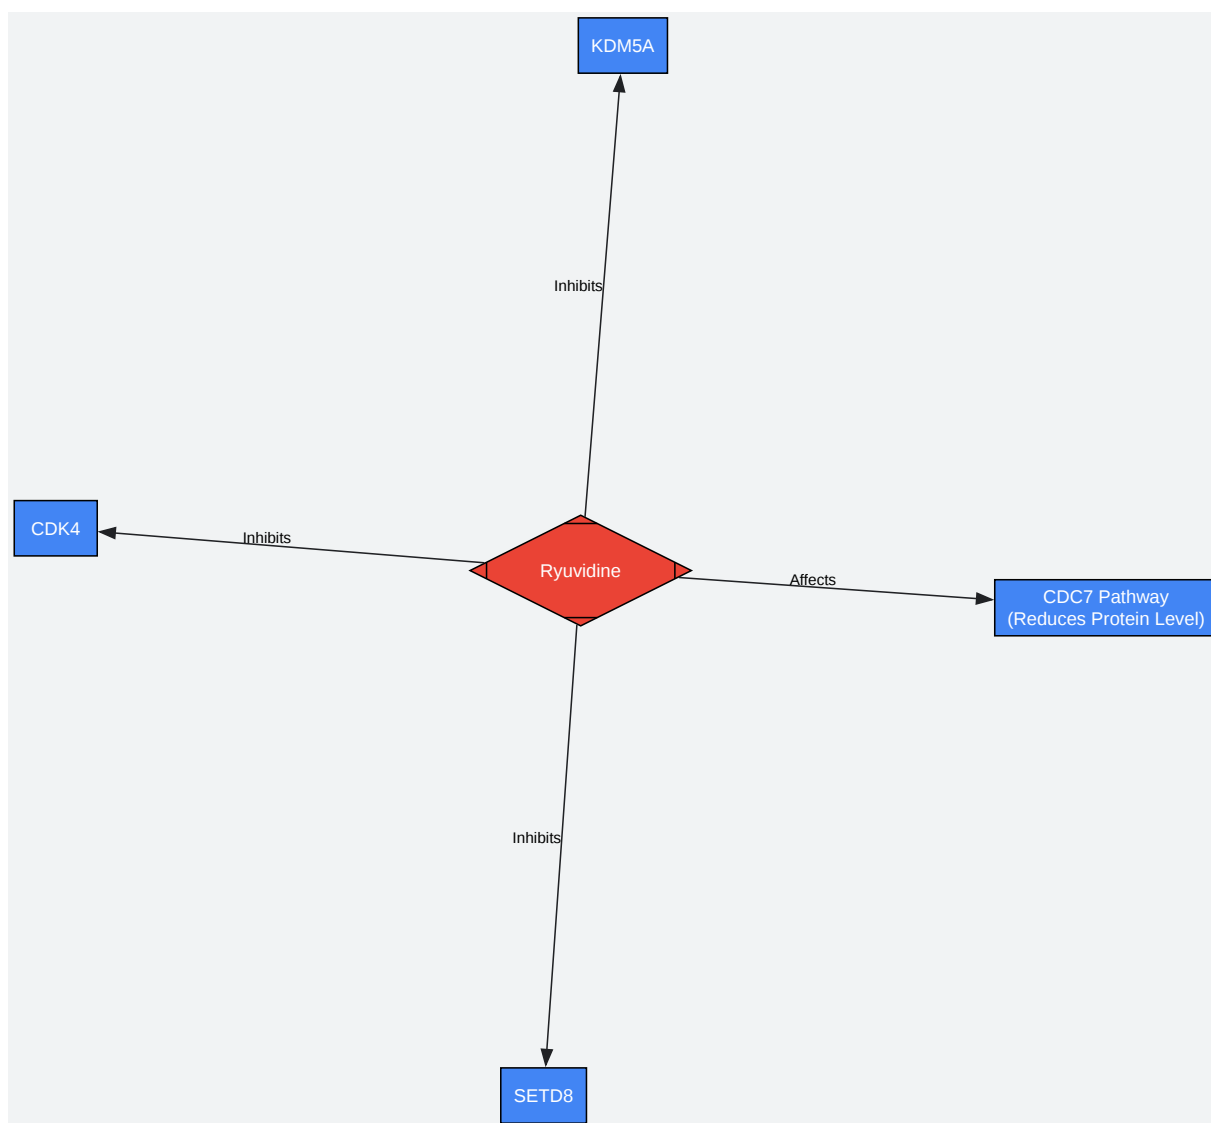 KDM5A
Inhibits
CDK4
Inhibits
Ryuvidine
Affects
CDC7 Pathway
(Reduces Protein Level)
Inhibits
SETD8